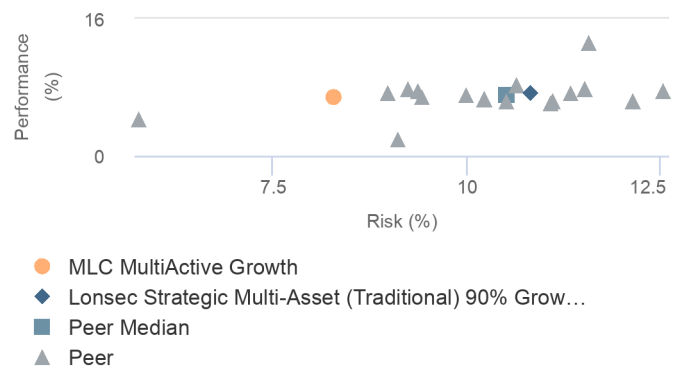 16
Performance
(%)
0
7.5
10
12.5
Risk (%)
MLC MultiActive Growth
Lonsec Strategic Multi-Asset (Traditional) 90% Grow…
Peer Median
Peer